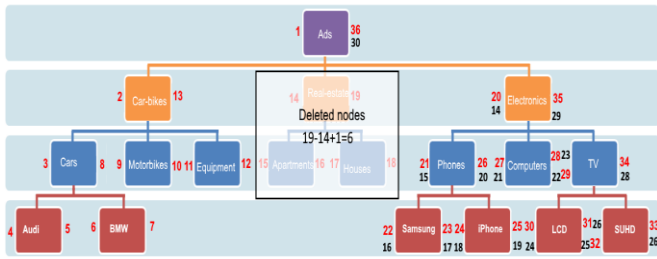 1 Ads 36
30
2 Car-bikes 13
14 Real-estate 19
20 Electronics 35
14 29
Deleted nodes
19-14+1=6
3 Cars 8
9 Motorbikes 10
11 Equipment 12
15 Apartments 16
17 Houses 18
21 Phones 26
15 20
27 Computers 28
21 22
23 TV 34
29 28
4 Audi 5
6 BMW 7
22 Samsung 23
16 17
24 iPhone 25
18 19
30 LCD 31
24 25
26 SUHD 33
32 26